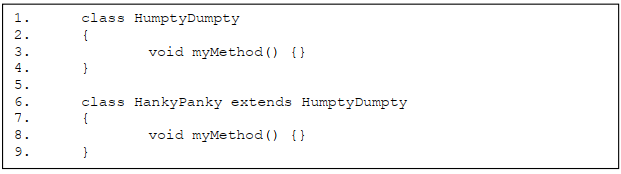 1. class HumptyDumpty
2. {
3. void myMethod() {}
4. }
5.
6. class HankyPanky extends HumptyDumpty
7. {
8. void myMethod() {}
9. }